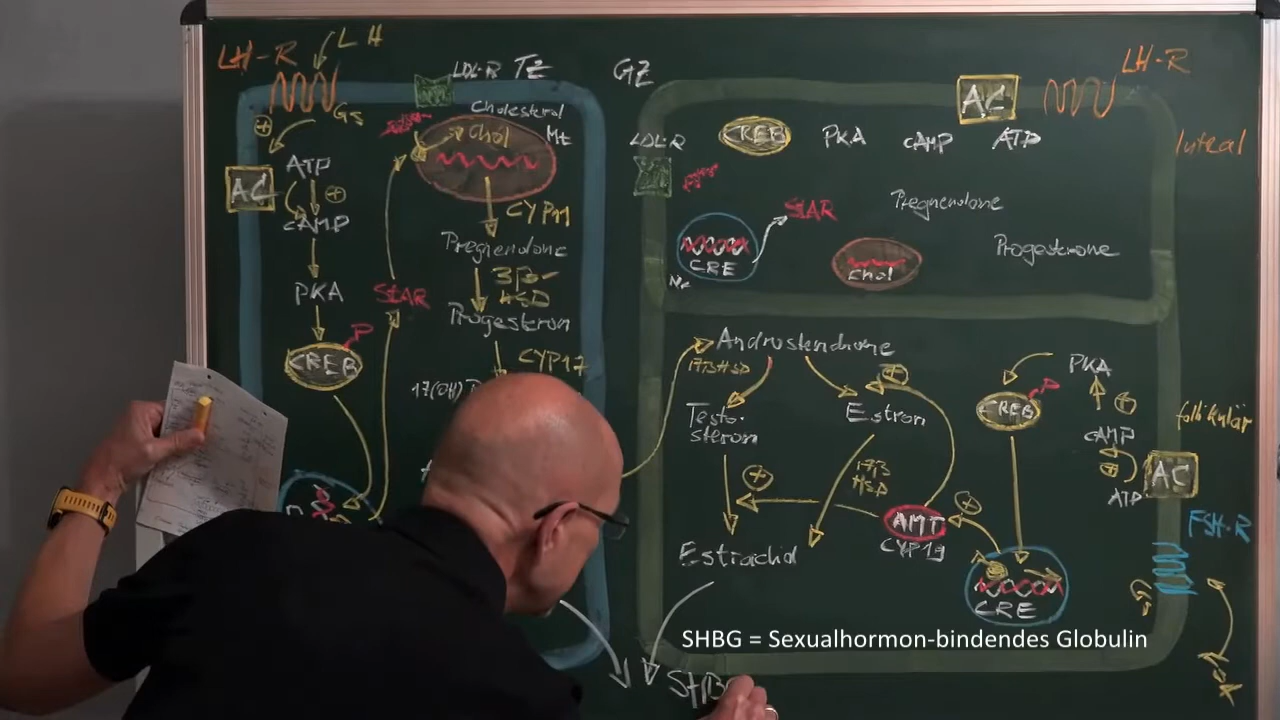 LH-R
LH
Gs
ATP
AC
cAMP
PKA
CREB
P
StAR
LDL-R
TZ
Cholesterol
Chol
Mt
CYP11
Pregnenolone
3β-
HSD
Progesteron
CYP17
GZ
LDL-R
CREB
PKA
cAMP
ATP
AC
LH-R
luteal
StAR
CRE
Nc
Chol
Pregnenolone
Progesterone
Androstendione
17βHSD
Testo-
steron
Estron
17β
HSD
AMT
CYP19
Estradiol
PKA
CREB
P
cAMP
ATP
AC
follikulär
FSH-R
Gs
CRE
SHBG = Sexualhormon-bindendes Globulin